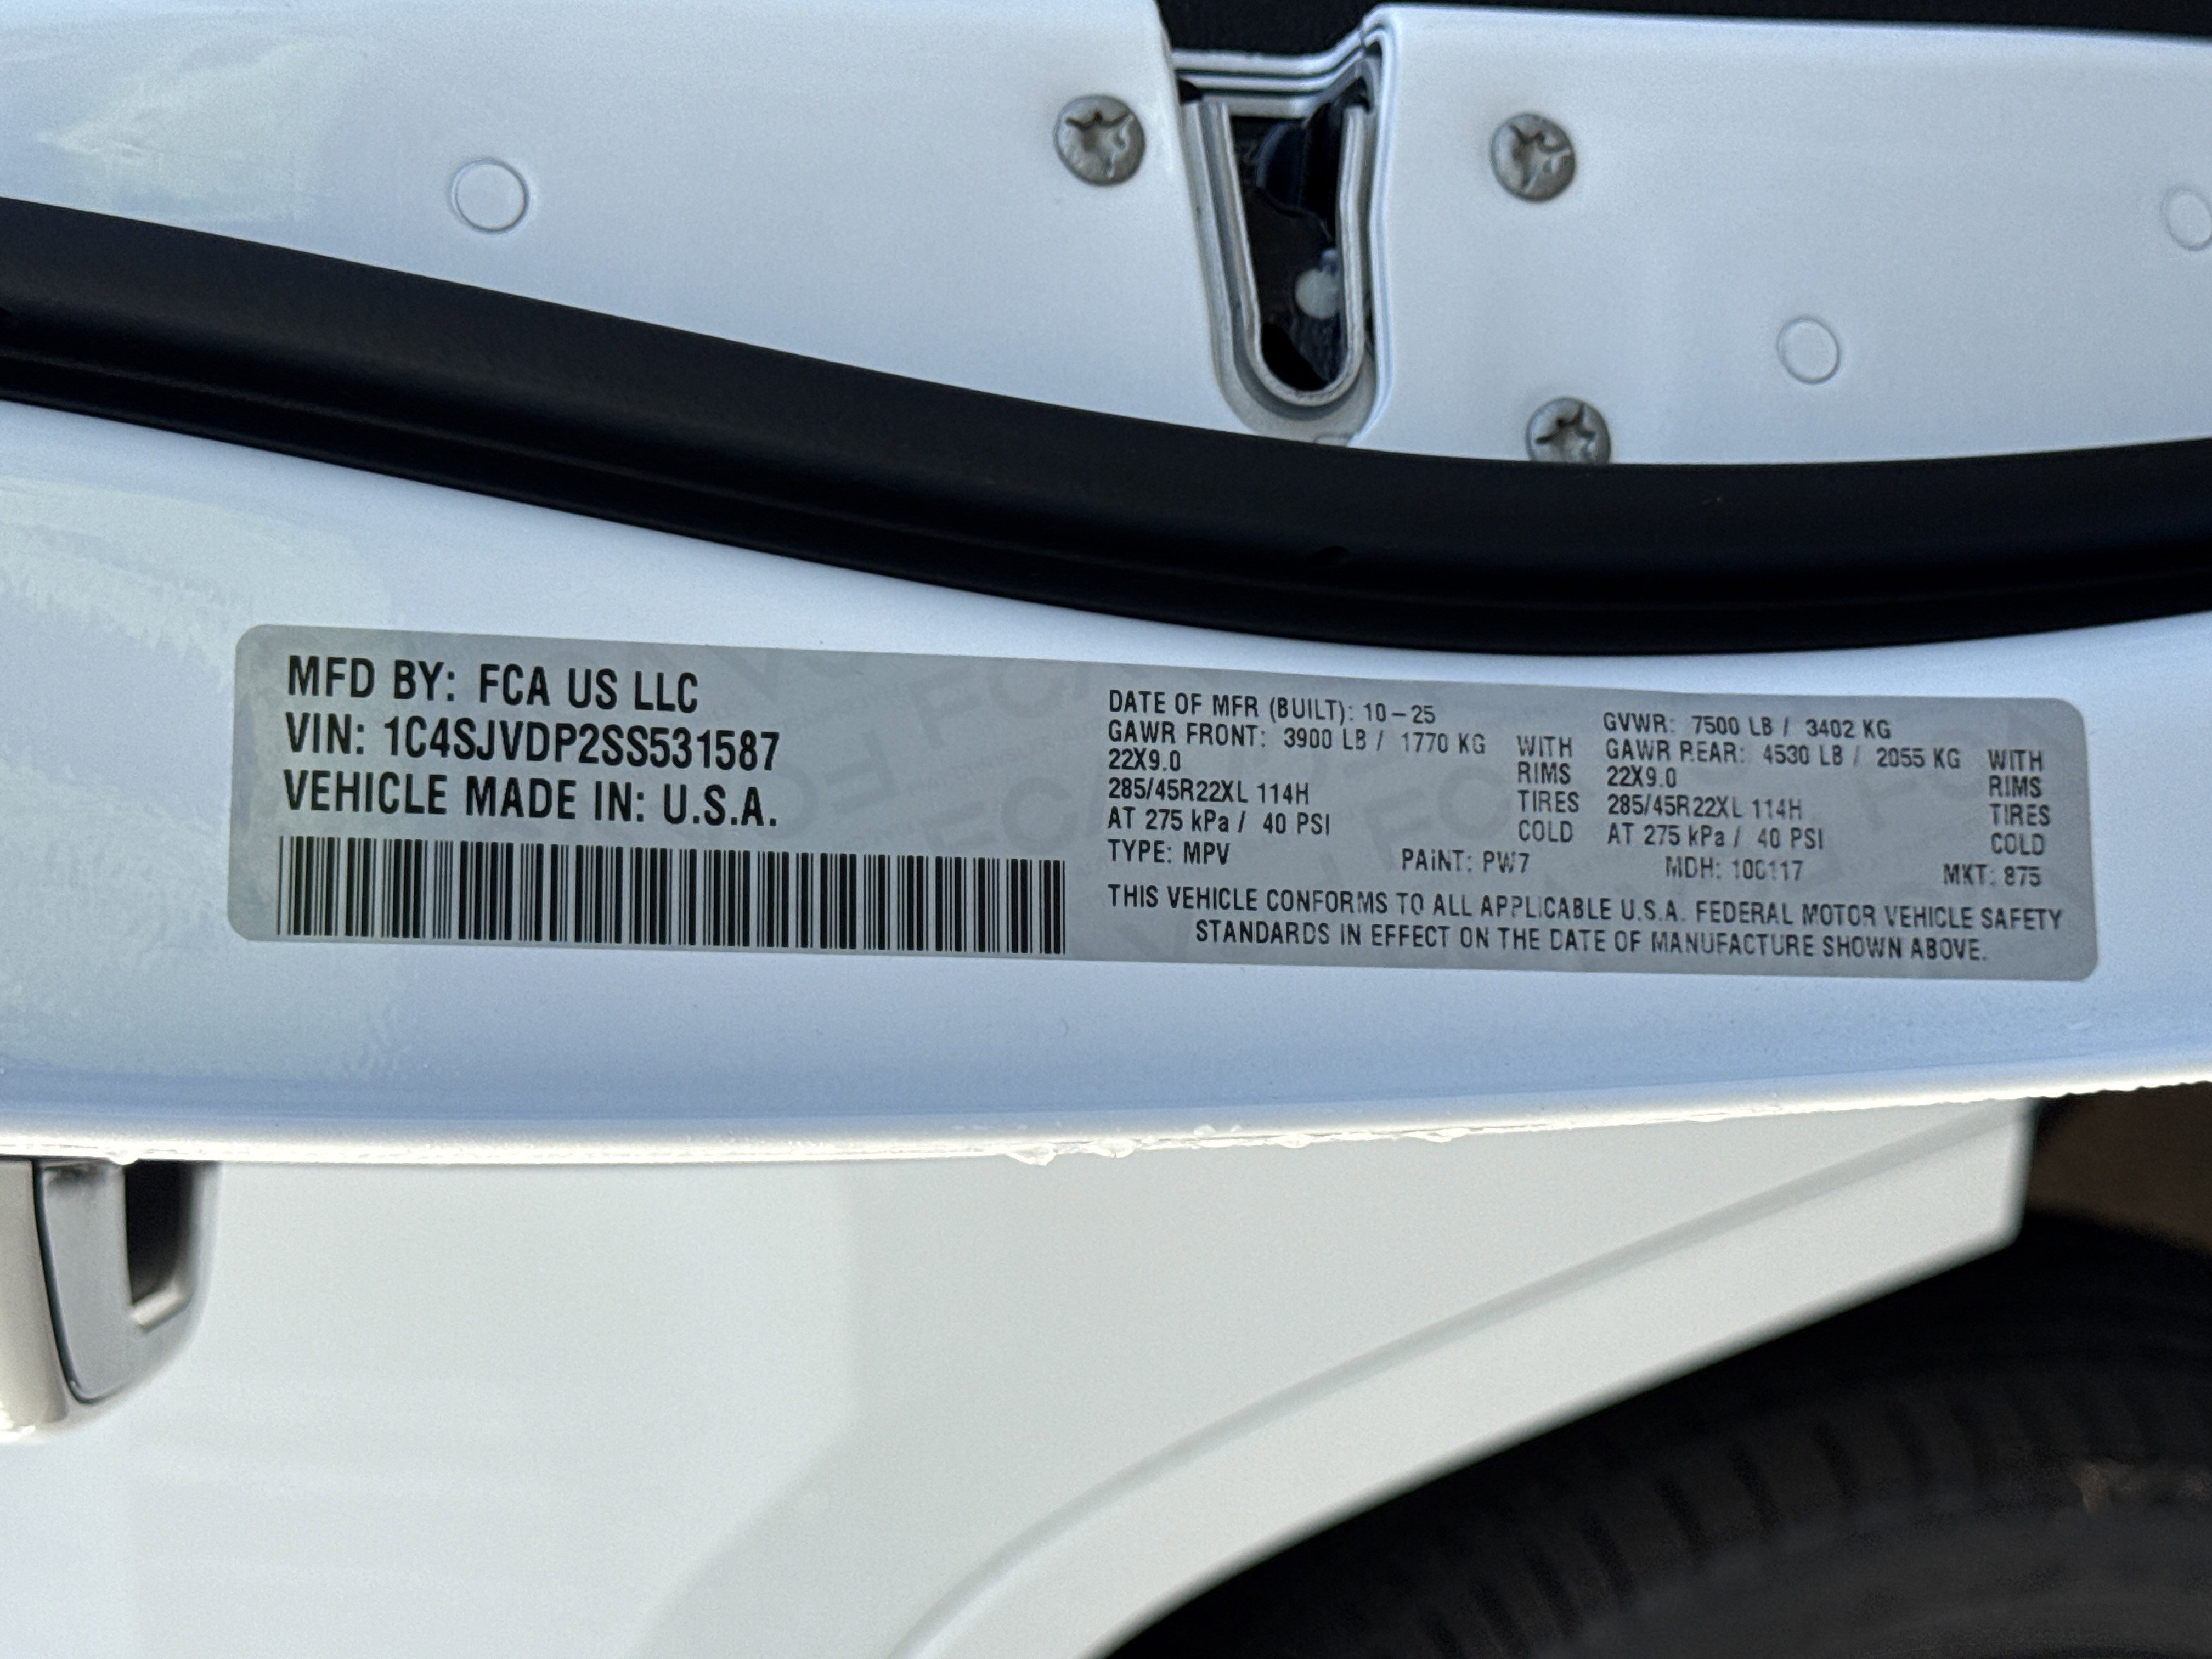 MFD BY: FCA US LLC
VIN: 1C4SJVDP2SS531587
VEHICLE MADE IN: U.S.A.
DATE OF MFR (BUILT): 10-25 GVWR: 7500 LB / 3402 KG
GAWR FRONT: 3900 LB / 1770 KG WITH GAWR REAR: 4530 LB / 2055 KG WITH
22X9.0 RIMS 22X9.0 RIMS
285/45R22XL 114H TIRES 285/45R22XL 114H TIRES
AT 275 kPa / 40 PSI COLD AT 275 kPa / 40 PSI COLD
TYPE: MPV PAINT: PW7 MDH: 100117 MKT: 875
THIS VEHICLE CONFORMS TO ALL APPLICABLE U.S.A. FEDERAL MOTOR VEHICLE SAFETY
STANDARDS IN EFFECT ON THE DATE OF MANUFACTURE SHOWN ABOVE.